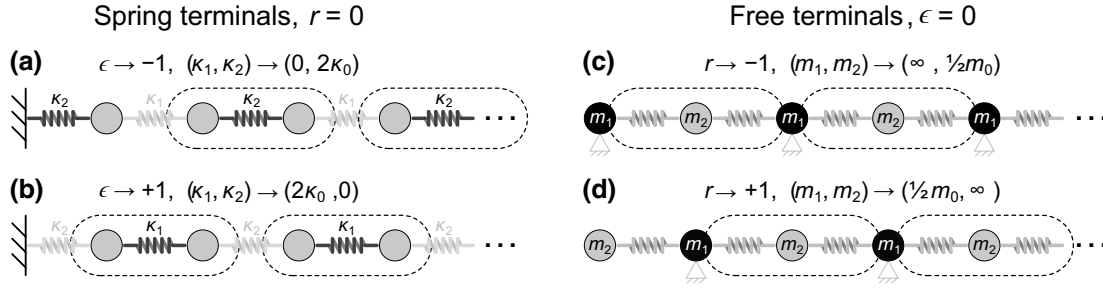 Spring terminals, r = 0
(a) ϵ → −1, (κ₁, κ₂) → (0, 2κ₀)
κ₂ κ₁ κ₂ κ₁ κ₂
···
(b) ϵ → +1, (κ₁, κ₂) → (2κ₀ ,0)
κ₂ κ₁ κ₂ κ₁ κ₂
···
Free terminals, ϵ = 0
(c) r → −1, (m₁, m₂) → (∞ , ½m₀)
m₁ m₂ m₁ m₂ m₁ ···
(d) r → +1, (m₁, m₂) → (½m₀, ∞ )
m₂ m₁ m₂ m₁ m₂ ···